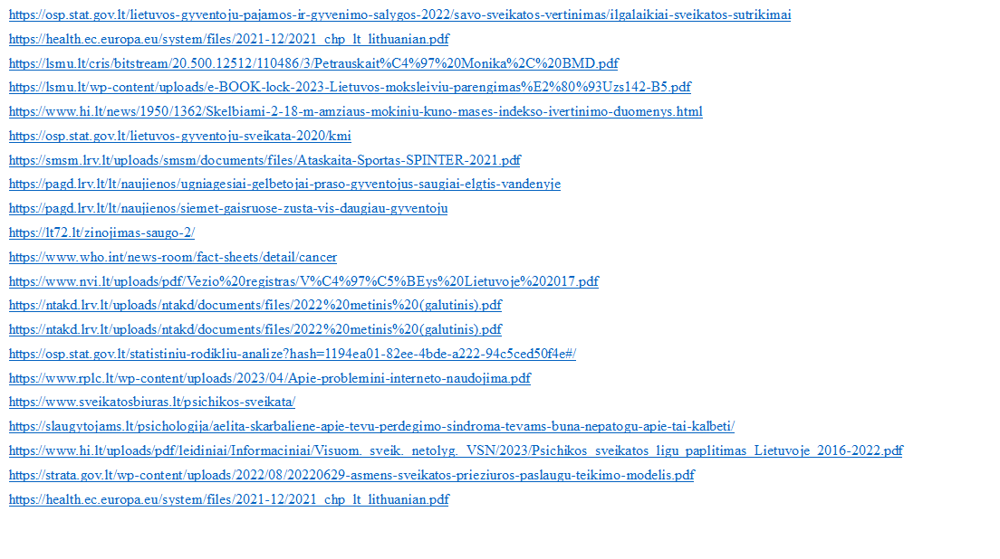 https://osp.stat.gov.lt/lietuvos-gyventoju-pajamos-ir-gyvenimo-salygos-2022/savo-sveikatos-vertinimas/ilgalaikiai-sveikatos-sutrikimai
https://health.ec.europa.eu/system/files/2021-12/2021_chp_lt_lithuanian.pdf
https://lsmu.lt/cris/bitstream/20.500.12512/110486/3/Petrauskait%C4%97%20Monika%2C%20BMD.pdf
https://lsmu.lt/wp-content/uploads/e-BOOK-lock-2023-Lietuvos-moksleiviu-parengimas%E2%80%93Uzs142-B5.pdf
https://www.hi.lt/news/1950/1362/Skelbiami-2-18-m-amziaus-mokiniu-kuno-mases-indekso-ivertinimo-duomenys.html
https://osp.stat.gov.lt/lietuvos-gyventoju-sveikata-2020/kmi
https://smsm.lrv.lt/uploads/smsm/documents/files/Ataskaita-Sportas-SPINTER-2021.pdf
https://pagd.lrv.lt/lt/naujienos/ugniagesiai-gelbetojai-praso-gyventojus-saugiai-elgtis-vandenyje
https://pagd.lrv.lt/lt/naujienos/siemet-gaisruose-zusta-vis-daugiau-gyventoju
https://lt72.lt/zinojimas-saugo-2/
https://www.who.int/news-room/fact-sheets/detail/cancer
https://www.nvi.lt/uploads/pdf/Vezio%20registras/V%C4%97%C5%BEys%20Lietuvoje%202017.pdf
https://ntakd.lrv.lt/uploads/ntakd/documents/files/2022%20metinis%20(galutinis).pdf
https://ntakd.lrv.lt/uploads/ntakd/documents/files/2022%20metinis%20(galutinis).pdf
https://osp.stat.gov.lt/statistiniu-rodikliu-analize?hash=1194ea01-82ee-4bde-a222-94c5ced50f4e#/
https://www.rplc.lt/wp-content/uploads/2023/04/Apie-problemini-interneto-naudojima.pdf
https://www.sveikatosbiuras.lt/psichikos-sveikata/
https://slaugytojams.lt/psichologija/aelita-skarbaliene-apie-tevu-perdegimo-sindroma-tevams-buna-nepatogu-apie-tai-kalbeti/
https://www.hi.lt/uploads/pdf/leidiniai/Informaciniai/Visuom._sveik._netolyg._VSN/2023/Psichikos_sveikatos_ligu_paplitimas_Lietuvoje_2016-2022.pdf
https://strata.gov.lt/wp-content/uploads/2022/08/20220629-asmens-sveikatos-prieziuros-paslaugu-teikimo-modelis.pdf
https://health.ec.europa.eu/system/files/2021-12/2021_chp_lt_lithuanian.pdf